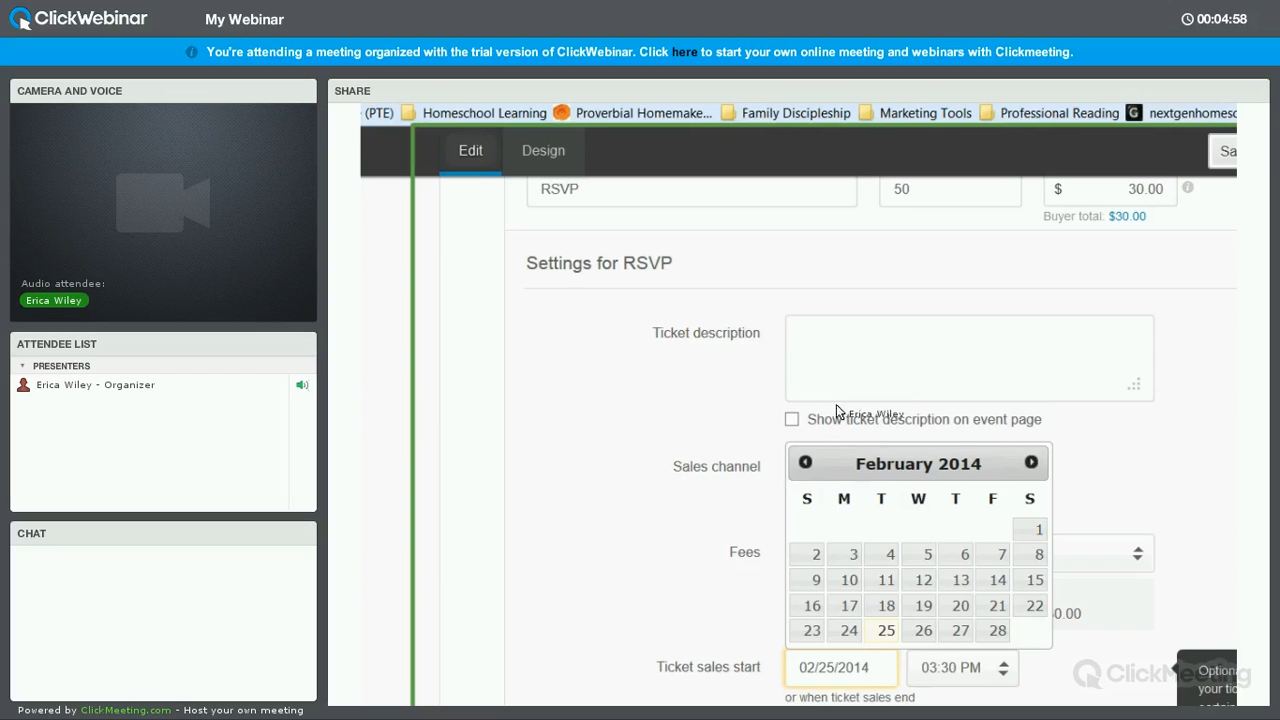 ClickWebinar
My Webinar
00:04:58
You're attending a meeting organized with the trial version of ClickWebinar. Click here to start your own online meeting and webinars with Clickmeeting.
CAMERA AND VOICE
Audio attendee:
Erica Wiley
ATTENDEE LIST
PRESENTERS
Erica Wiley - Organizer
CHAT
Powered by ClickMeeting.com - Host your own meeting
SHARE
(PTE) Homeschool Learning Proverbial Homemake... Family Discipleship Marketing Tools Professional Reading G nextgenhomesc
Edit Design Sa
RSVP 50 $ 30.00
Buyer total: $30.00
Settings for RSVP
Ticket description
Erica Wiley
Show ticket description on event page
Sales channel
February 2014
S M T W T F S
1
2 3 4 5 6 7 8
9 10 11 12 13 14 15
16 17 18 19 20 21 22
23 24 25 26 27 28
Fees
0.00
Ticket sales start 02/25/2014 03:30 PM
or when ticket sales end
Option
your tic
ClickMeeting